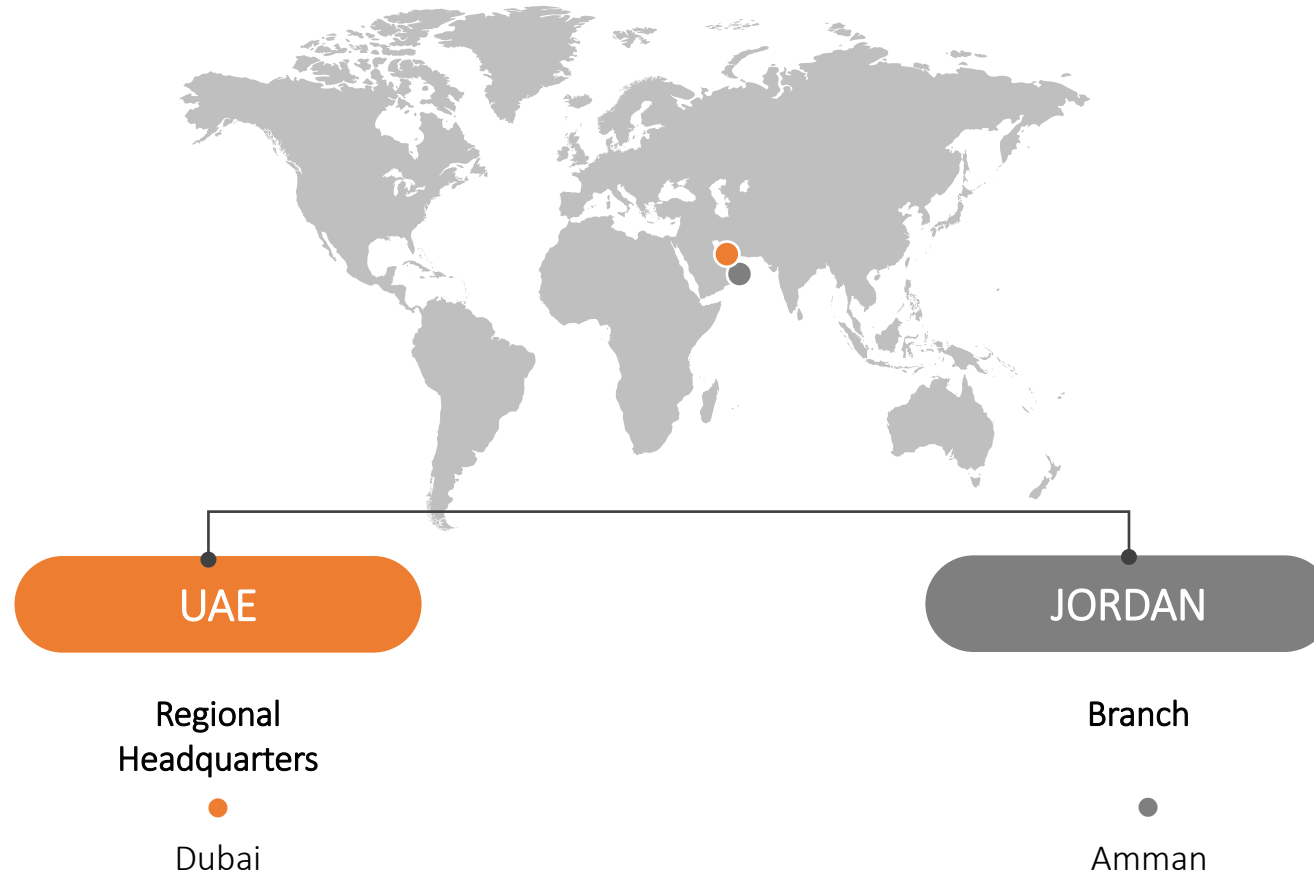 UAE
JORDAN
Regional
Headquarters
Branch
Dubai
Amman